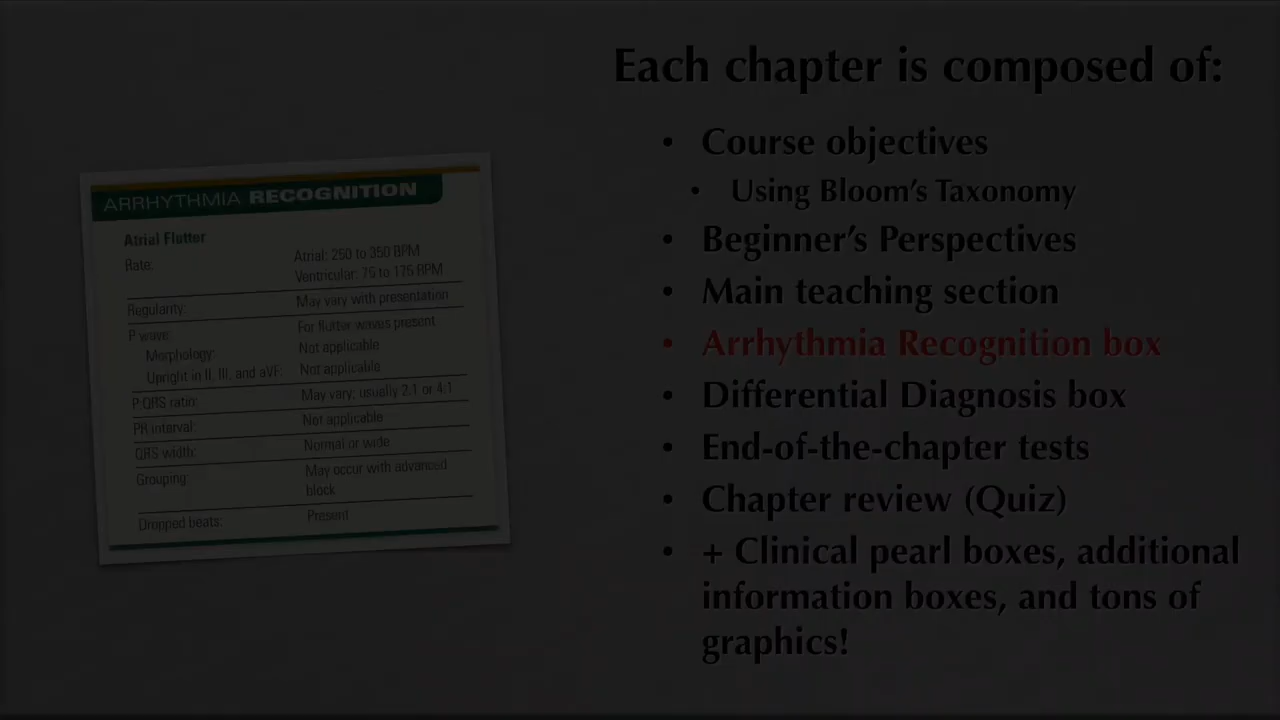 Each chapter is composed of:
• Course objectives
• Using Bloom's Taxonomy
• Beginner's Perspectives
• Main teaching section
• Arrhythmia Recognition box
• Differential Diagnosis box
• End-of-the-chapter tests
• Chapter review (Quiz)
• + Clinical pearl boxes, additional
information boxes, and tons of
graphics!
ARRHYTHMIA RECOGNITION
Atrial Flutter
Rate: Atrial: 250 to 350 BPM
Ventricular: 75 to 175 BPM
Regularity: May vary with presentation
P wave: For flutter waves present
Morphology: Not applicable
Upright in II, III, and aVF: Not applicable
P:QRS ratio: May vary; usually 2:1 or 4:1
PR interval: Not applicable
QRS width: Normal or wide
Grouping: May occur with advanced
block
Dropped beats: Present